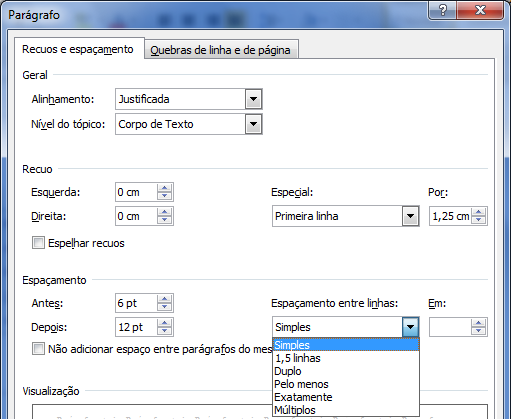 Parágrafo
Recuos e espaçamento Quebras de linha e de página
Geral
Alinhamento: Justificada
Nível do tópico: Corpo de Texto
Recuo
Esquerda: 0 cm Especial: Por:
Direita: 0 cm Primeira linha 1,25 cm
Espelhar recuos
Espaçamento
Antes: 6 pt Espaçamento entre linhas: Em:
Depois: 12 pt Simples
Simples
Não adicionar espaço entre parágrafos do mes
1,5 linhas
Duplo
Pelo menos
Exatamente
Múltiplos
Visualização